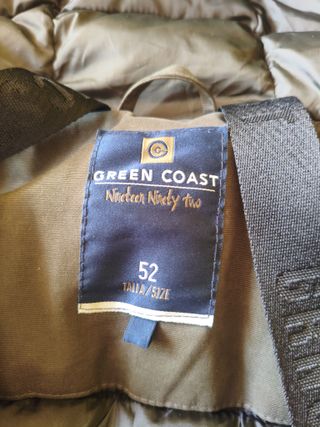 GREEN COAST
Nineteen Ninety two
52
TALLA/SIZE